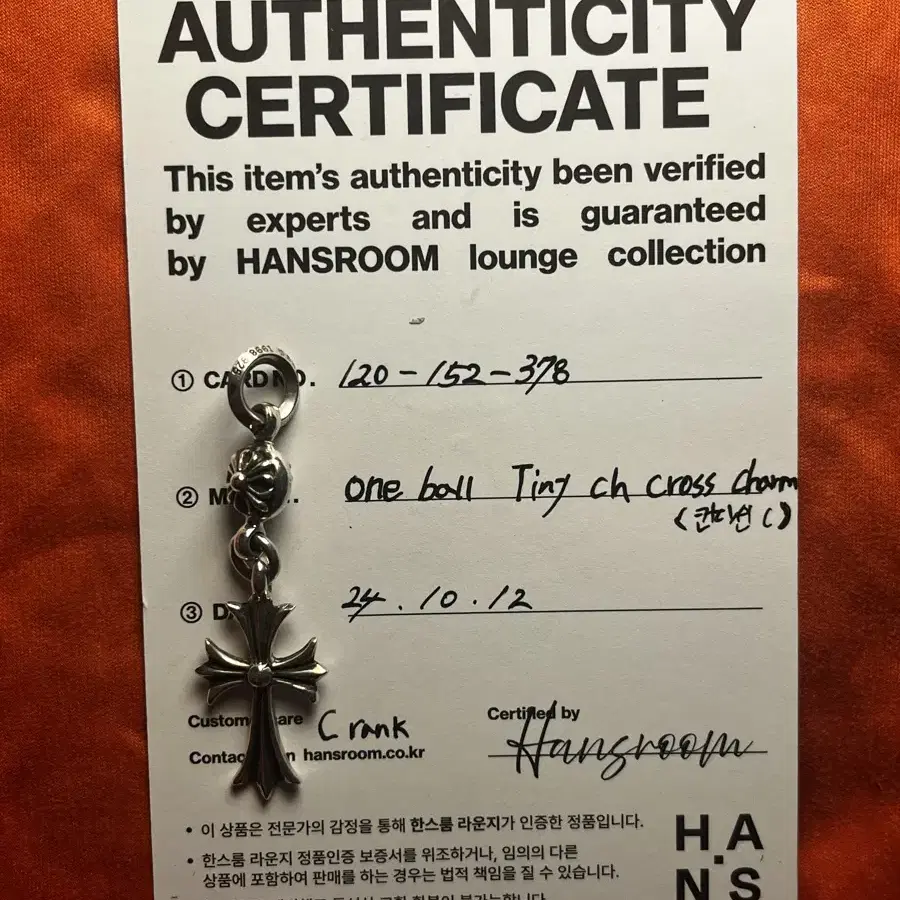 AUTHENTICITY
CERTIFICATE
This item's authenticity been verified
by experts and is guaranteed
by HANSROOM lounge collection
① CARD NO. 120-152-378
② M one ball Tiny ch cross charm
(컨디션 C)
③ D 24.10.12
Custom are Crank
Contac n hansroom.co.kr
Certified by
Hansroom
• 이 상품은 전문가의 감정을 통해 한스룸 라운지가 인증한 정품입니다.
• 한스룸 라운지 정품인증 보증서를 위조하거나, 임의의 다른
상품에 포함하여 판매를 하는 경우는 법적 책임을 질 수 있습니다.
H.A
N S
1998 925